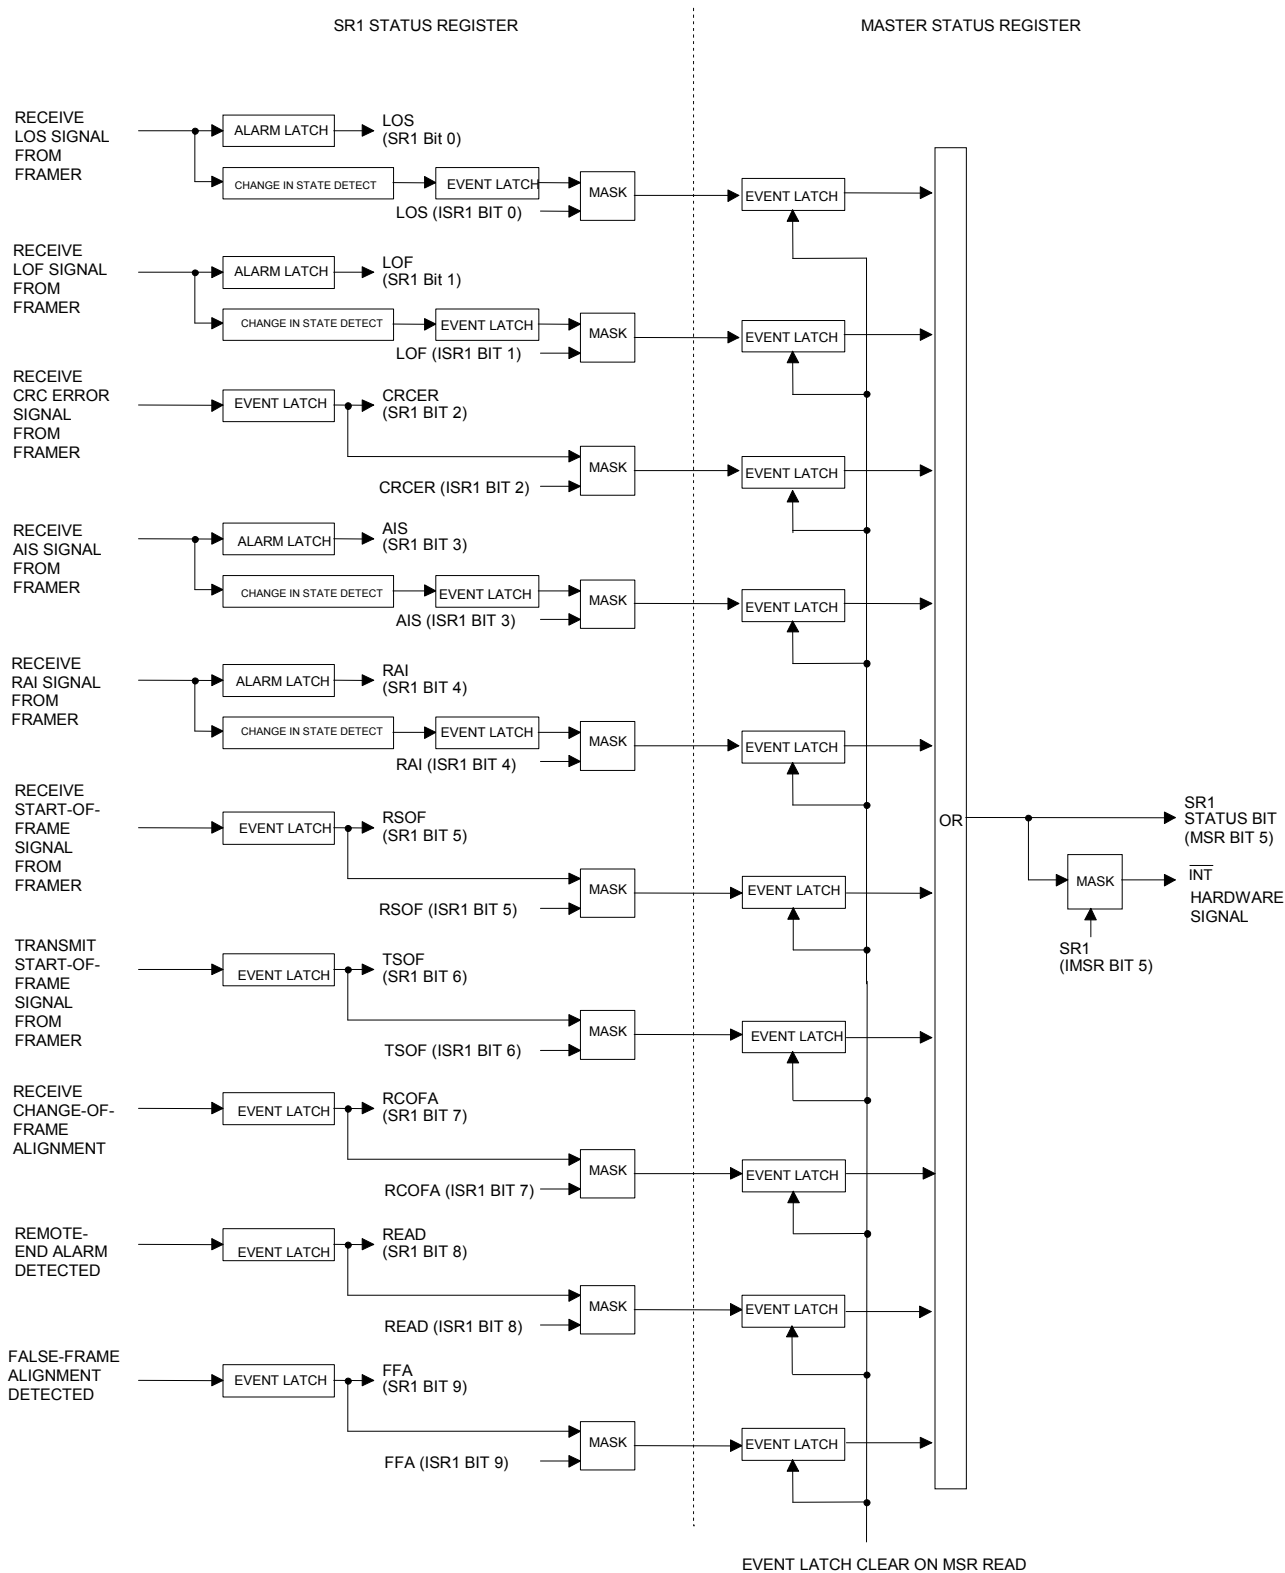 SR1 STATUS REGISTER
MASTER STATUS REGISTER
RECEIVE
LOS SIGNAL
FROM
FRAMER
ALARM LATCH
LOS
(SR1 Bit 0)
CHANGE IN STATE DETECT
EVENT LATCH
LOS (ISR1 BIT 0)
MASK
EVENT LATCH
RECEIVE
LOF SIGNAL
FROM
FRAMER
ALARM LATCH
LOF
(SR1 Bit 1)
CHANGE IN STATE DETECT
EVENT LATCH
LOF (ISR1 BIT 1)
MASK
EVENT LATCH
RECEIVE
CRC ERROR
SIGNAL
FROM
FRAMER
EVENT LATCH
CRCER
(SR1 BIT 2)
CRCER (ISR1 BIT 2)
MASK
EVENT LATCH
RECEIVE
AIS SIGNAL
FROM
FRAMER
ALARM LATCH
AIS
(SR1 BIT 3)
CHANGE IN STATE DETECT
EVENT LATCH
AIS (ISR1 BIT 3)
MASK
EVENT LATCH
RECEIVE
RAI SIGNAL
FROM
FRAMER
ALARM LATCH
RAI
(SR1 BIT 4)
CHANGE IN STATE DETECT
EVENT LATCH
RAI (ISR1 BIT 4)
MASK
EVENT LATCH
RECEIVE
START-OF-
FRAME
SIGNAL
FROM
FRAMER
EVENT LATCH
RSOF
(SR1 BIT 5)
RSOF (ISR1 BIT 5)
MASK
EVENT LATCH
OR
SR1
STATUS BIT
(MSR BIT 5)
MASK
INT
HARDWARE
SIGNAL
SR1
(IMSR BIT 5)
TRANSMIT
START-OF-
FRAME
SIGNAL
FROM
FRAMER
EVENT LATCH
TSOF
(SR1 BIT 6)
TSOF (ISR1 BIT 6)
MASK
EVENT LATCH
RECEIVE
CHANGE-OF-
FRAME
ALIGNMENT
EVENT LATCH
RCOFA
(SR1 BIT 7)
RCOFA (ISR1 BIT 7)
MASK
EVENT LATCH
REMOTE-
END ALARM
DETECTED
EVENT LATCH
READ
(SR1 BIT 8)
READ (ISR1 BIT 8)
MASK
EVENT LATCH
FALSE-FRAME
ALIGNMENT
DETECTED
EVENT LATCH
FFA
(SR1 BIT 9)
FFA (ISR1 BIT 9)
MASK
EVENT LATCH
EVENT LATCH CLEAR ON MSR READ